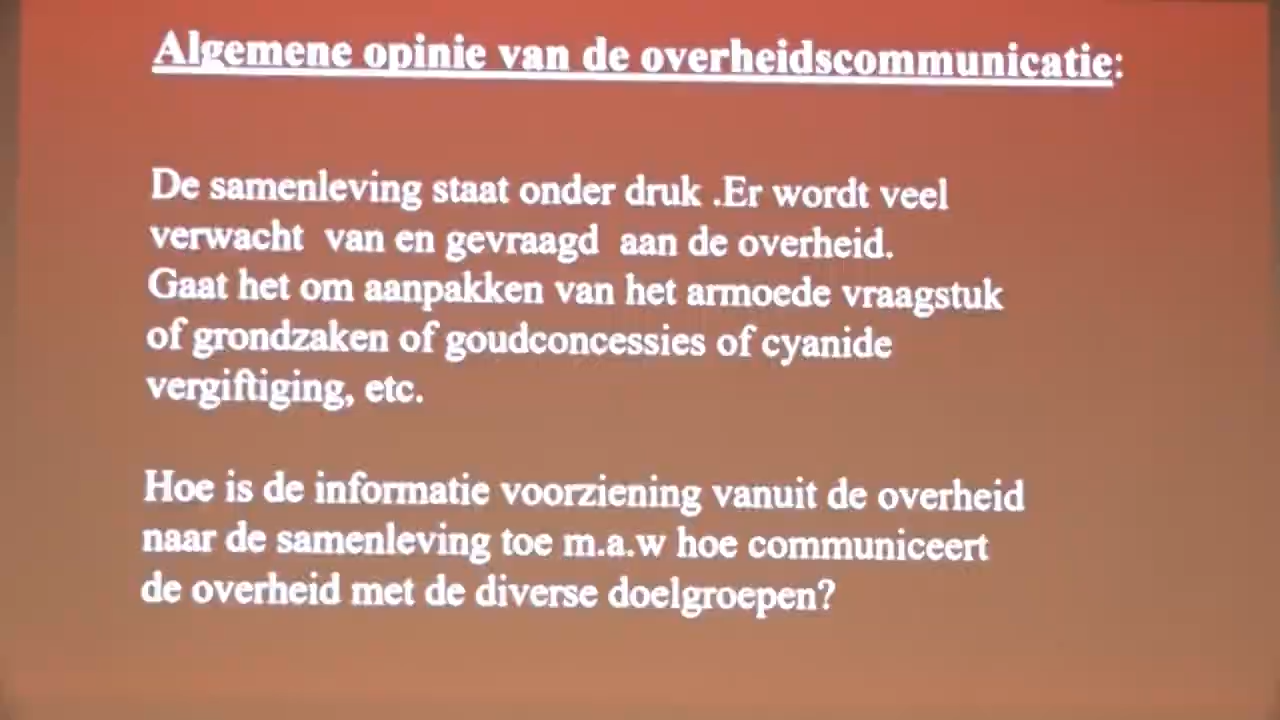 Algemene opinie van de overheidscommunicatie:
De samenleving staat onder druk .Er wordt veel
verwacht van en gevraagd aan de overheid.
Gaat het om aanpakken van het armoede vraagstuk
of grondzaken of goudconcessies of cyanide
vergiftiging, etc.
Hoe is de informatie voorziening vanuit de overheid
naar de samenleving toe m.a.w hoe communiceert
de overheid met de diverse doelgroepen?